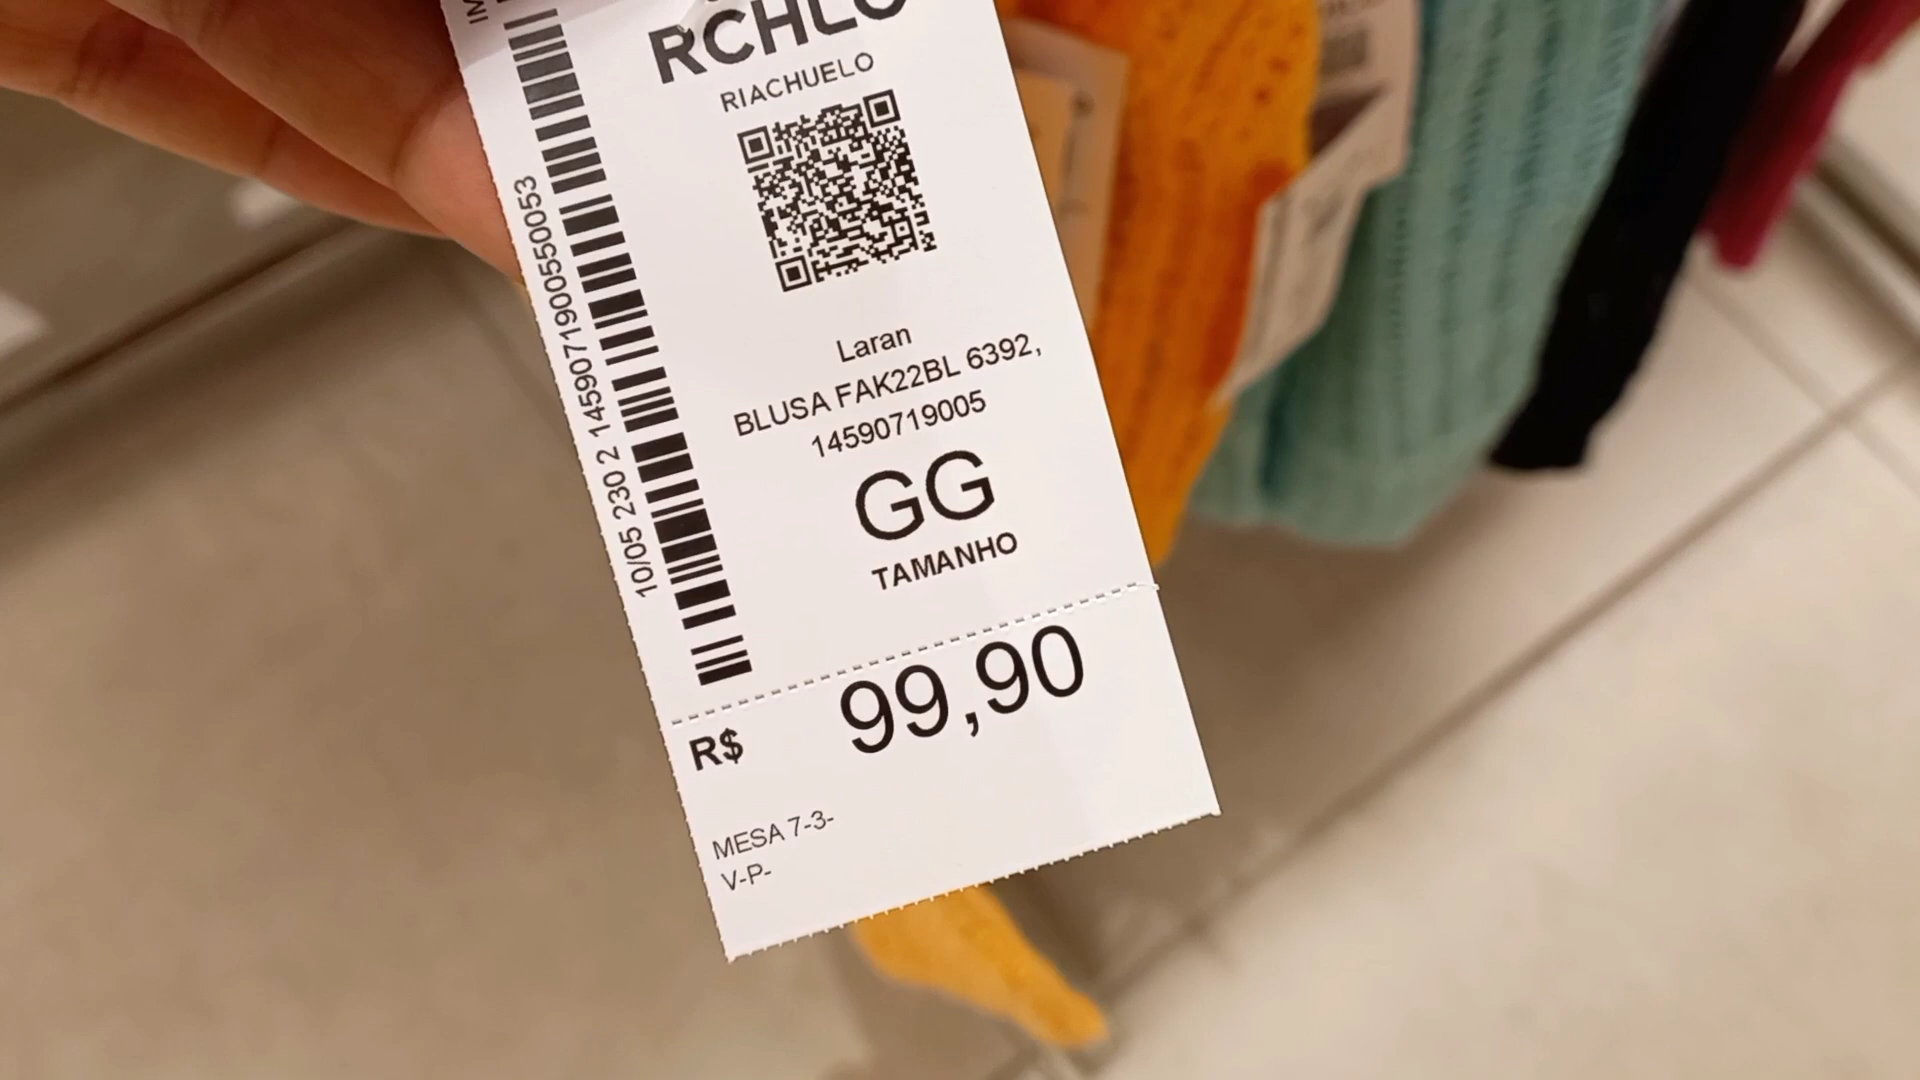 RCHLO
RIACHUELO
Laran
BLUSA FAK22BL 6392,
14590719005
GG
TAMANHO
R$ 99,90
MESA 7-3-
V-P-
10/05 230 2 14590719005550053
IM